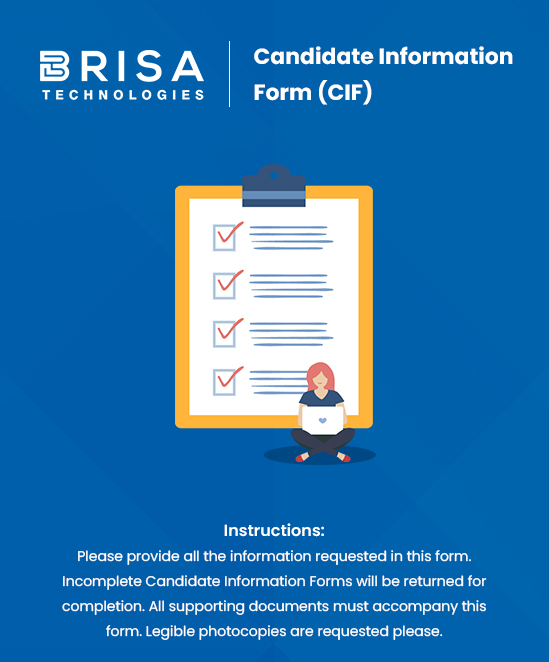 BRISA
TECHNOLOGIES
Candidate Information
Form (CIF)
Instructions:
Please provide all the information requested in this form.
Incomplete Candidate Information Forms will be returned for
completion. All supporting documents must accompany this
form. Legible photocopies are requested please.